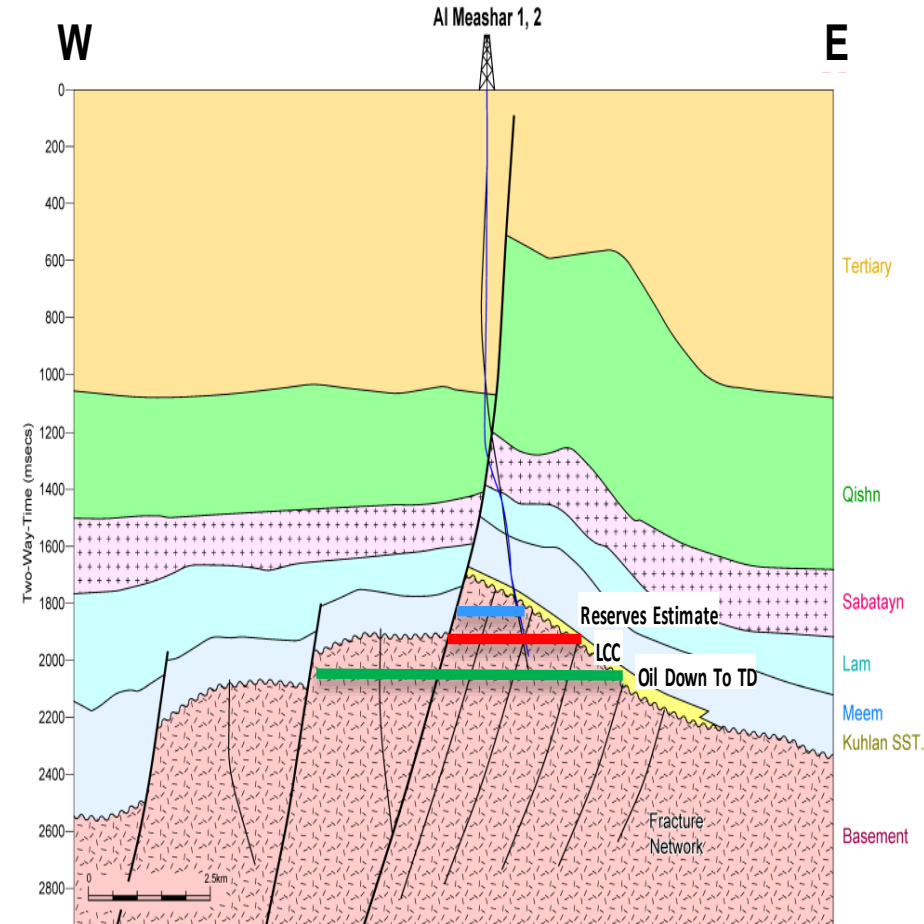 Al Meashar 1, 2
W
E
0
200
400
600
800
1000
1200
1400
1600
1800
2000
2200
2400
2600
2800
Two-Way-Time (msecs)
Tertiary
Qishn
Sabatayn
Lam
Meem
Kuhlan SST.
Basement
Reserves Estimate
LCC
Oil Down To TD
Fracture
Network
0 2.5km